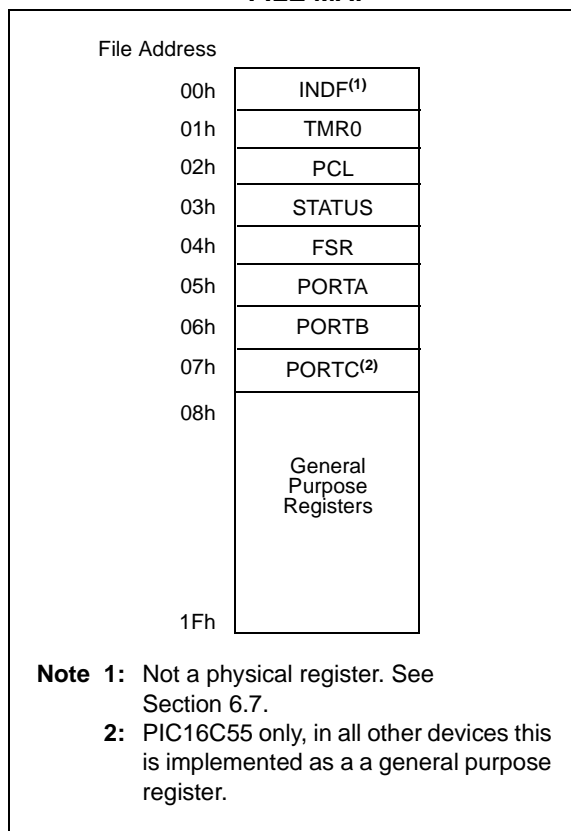 File Address
00h INDF(1)
01h TMR0
02h PCL
03h STATUS
04h FSR
05h PORTA
06h PORTB
07h PORTC(2)
08h
General
Purpose
Registers
1Fh
Note 1: Not a physical register. See
Section 6.7.
2: PIC16C55 only, in all other devices this
is implemented as a a general purpose
register.